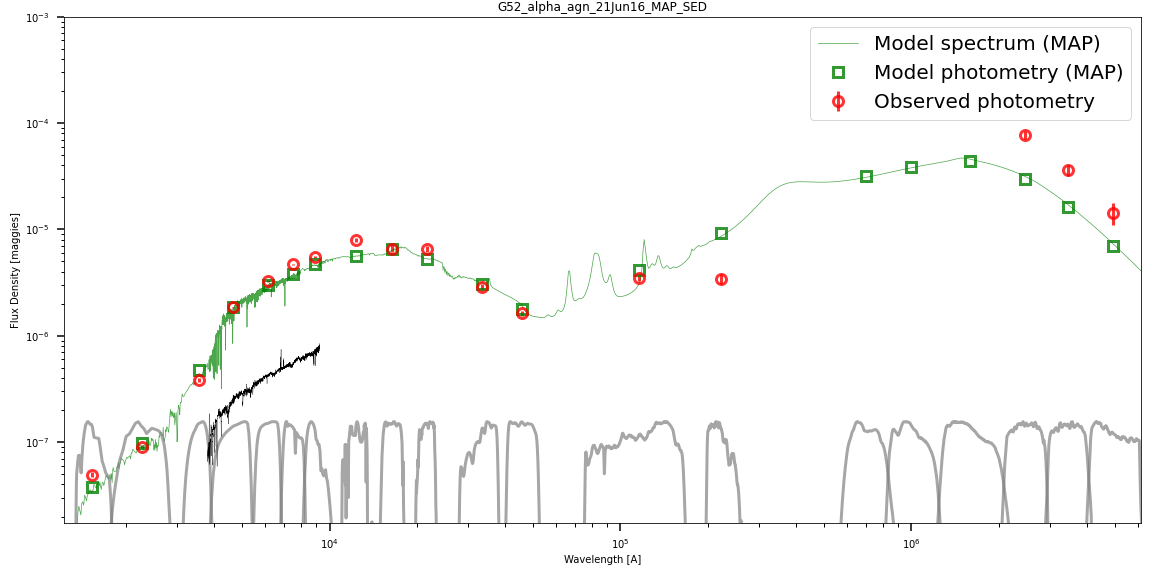 G52_alpha_agn_21Jun16_MAP_SED
Model spectrum (MAP)
Model photometry (MAP)
Observed photometry
Flux Density [maggies]
10⁻³
10⁻⁴
10⁻⁵
10⁻⁶
10⁻⁷
10⁴
10⁵
10⁶
Wavelength [A]